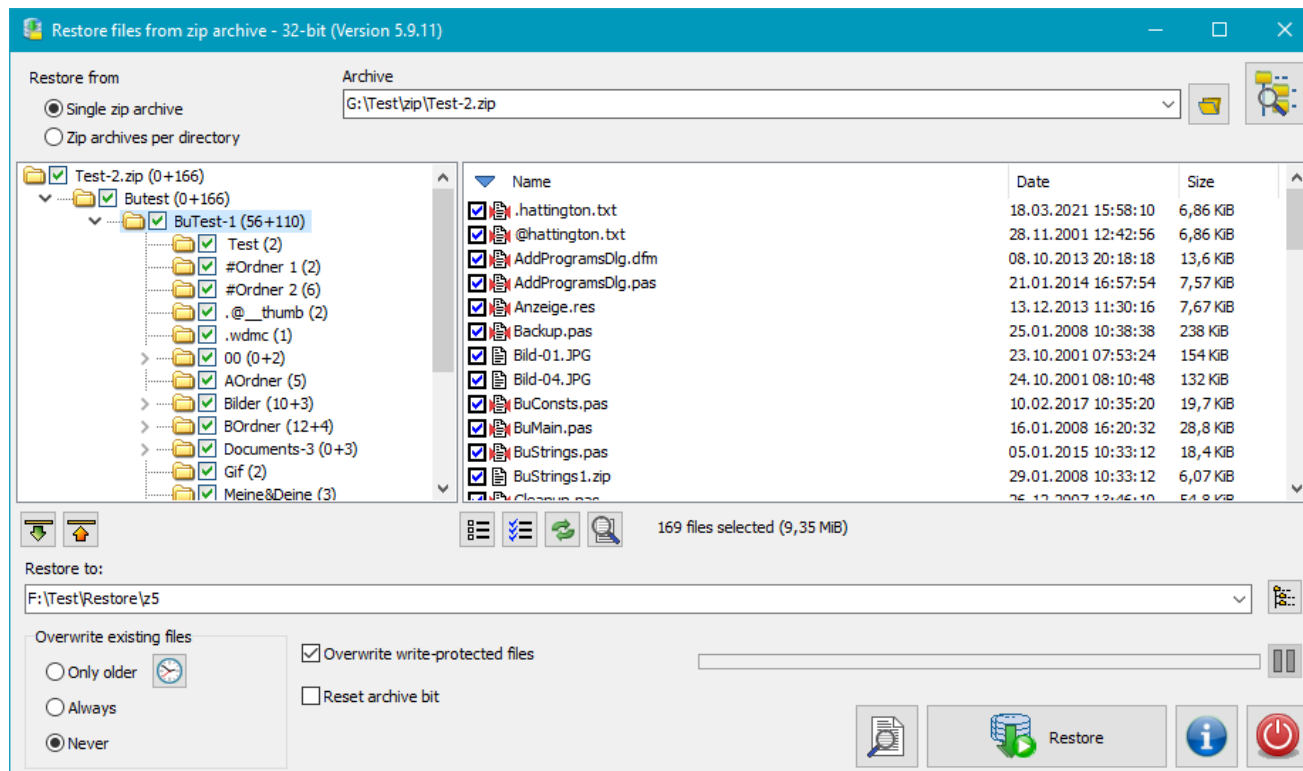 Restore files from zip archive - 32-bit (Version 5.9.11)
Restore from
Single zip archive
Zip archives per directory
Archive
G:\Test\zip\Test-2.zip
Test-2.zip (0+166)
Butest (0+166)
BuTest-1 (56+110)
Test (2)
#Ordner 1 (2)
#Ordner 2 (6)
.@__thumb (2)
.wdmc (1)
00 (0+2)
AOrdner (5)
Bilder (10+3)
BOrdner (12+4)
Documents-3 (0+3)
Gif (2)
Meine&Deine (3)
Name Date Size
.hattington.txt 18.03.2021 15:58:10 6,86 KiB
@hattington.txt 28.11.2001 12:42:56 6,86 KiB
AddProgramsDlg.dfm 08.10.2013 20:18:18 13,6 KiB
AddProgramsDlg.pas 21.01.2014 16:57:54 7,57 KiB
Anzeige.res 13.12.2013 11:30:16 7,67 KiB
Backup.pas 25.01.2008 10:38:38 238 KiB
Bild-01.JPG 23.10.2001 07:53:24 154 KiB
Bild-04.JPG 24.10.2001 08:10:48 132 KiB
BuConsts.pas 10.02.2017 10:35:20 19,7 KiB
BuMain.pas 16.01.2008 16:20:32 28,8 KiB
BuStrings.pas 05.01.2015 10:33:12 18,4 KiB
BuStrings1.zip 29.01.2008 10:33:12 6,07 KiB
Cleanup.pas 26.12.2007 13:46:10 54,8 KiB
169 files selected (9,35 MiB)
Restore to:
F:\Test\Restore\z5
Overwrite existing files
Only older
Always
Never
Overwrite write-protected files
Reset archive bit
Restore